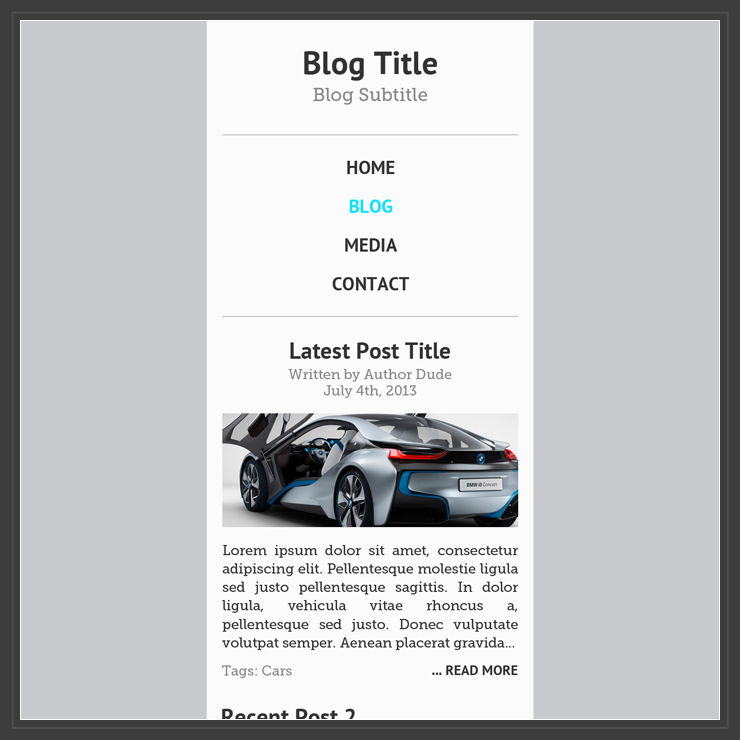 Blog Title
Blog Subtitle
HOME
BLOG
MEDIA
CONTACT
Latest Post Title
Written by Author Dude
July 4th, 2013
BMW i8 Concept
Lorem ipsum dolor sit amet, consectetur
adipiscing elit. Pellentesque molestie ligula
sed justo pellentesque sagittis. In dolor
ligula, vehicula vitae rhoncus a,
pellentesque sed justo. Donec vulputate
volutpat semper. Aenean placerat gravida...
Tags: Cars
... READ MORE
Recent Post 2